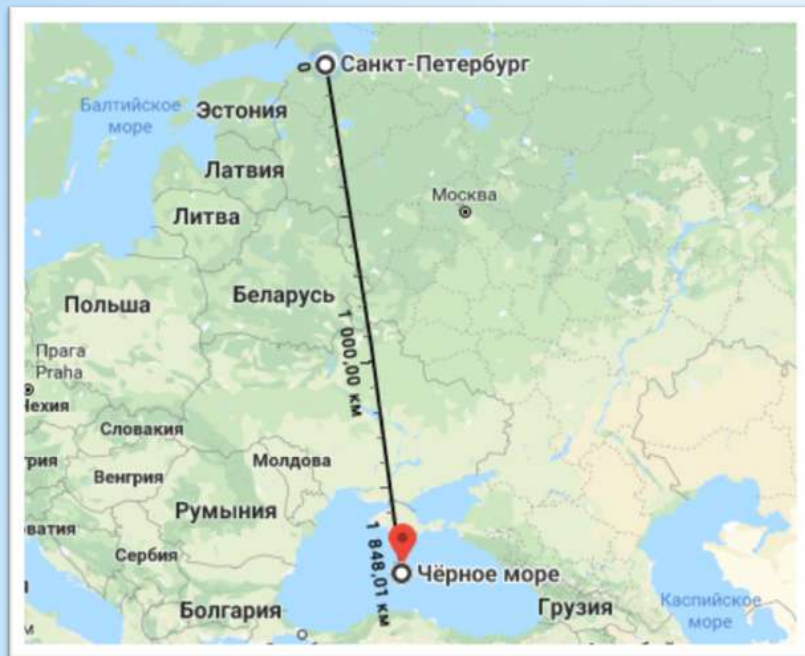 Санкт-Петербург
Балтийское
море
Эстония
Латвия
Москва
Литва
Беларусь
Польша
1 000,00 км
Прага
Praha
Чехия
Словакия
Молдова
Венгрия
Румыния
1 848,01 км
Сербия
Чёрное море
Болгария
Грузия
Каспийское
море
0